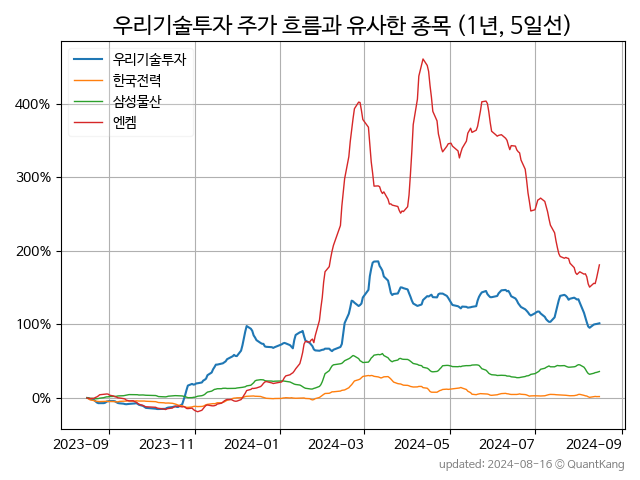 우리기술투자 주가 흐름과 유사한 종목 (1년, 5일선)
우리기술투자
한국전력
삼성물산
엔켐
400%
300%
200%
100%
0%
2023-09 2023-11 2024-01 2024-03 2024-05 2024-07 2024-09
updated: 2024-08-16 © QuantKang